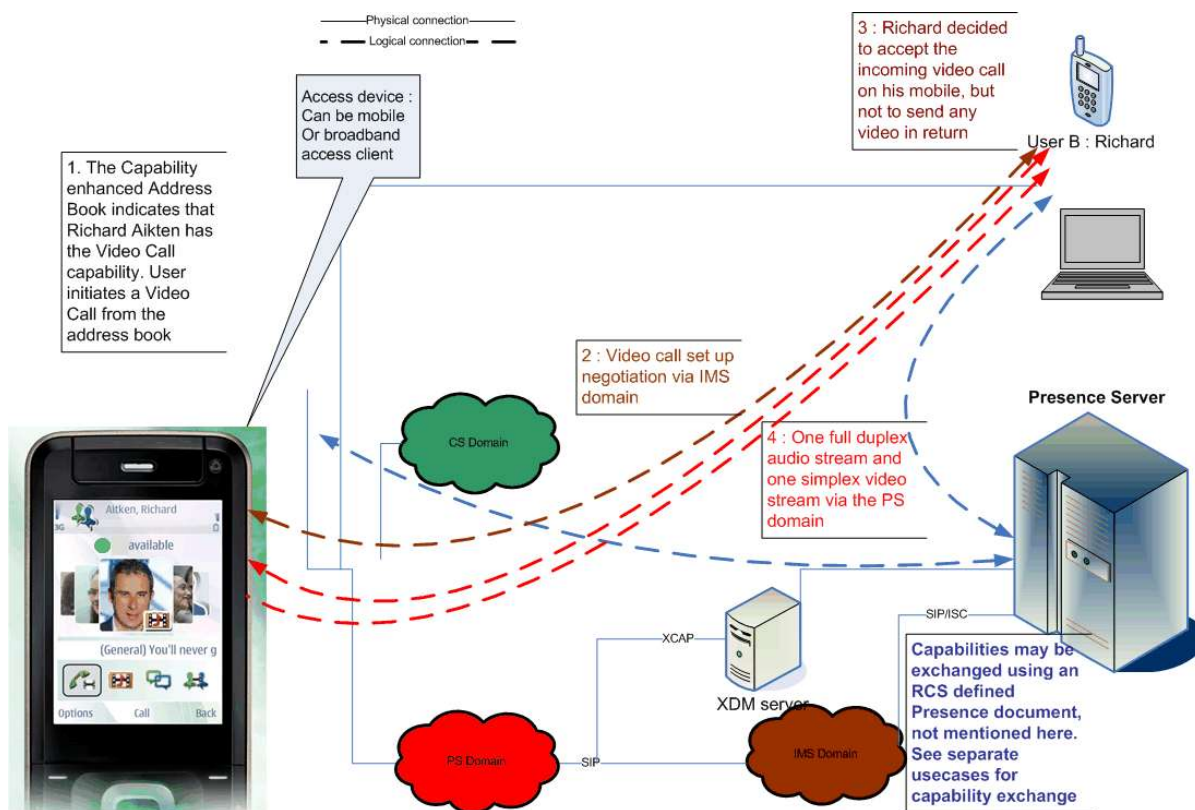 Physical connection
Logical connection
Access device :
Can be mobile
Or broadband
access client
3 : Richard decided
to accept the
incoming video call
on his mobile, but
not to send any
video in return
User B : Richard
1. The Capability
enhanced Address
Book indicates that
Richard Aikten has
the Video Call
capability. User
initiates a Video
Call from the
address book
2 : Video call set up
negotiation via IMS
domain
CS Domain
4 : One full duplex
audio stream and
one simplex video
stream via the PS
domain
Presence Server
3G
Aitken, Richard
available
(General) You'll never g
Options
Call
Back
XCAP
XDM server
SIP/ISC
PS Domain
SIP
IMS Domain
Capabilities may be
exchanged using an
RCS defined
Presence document,
not mentioned here.
See separate
usecases for
capability exchange